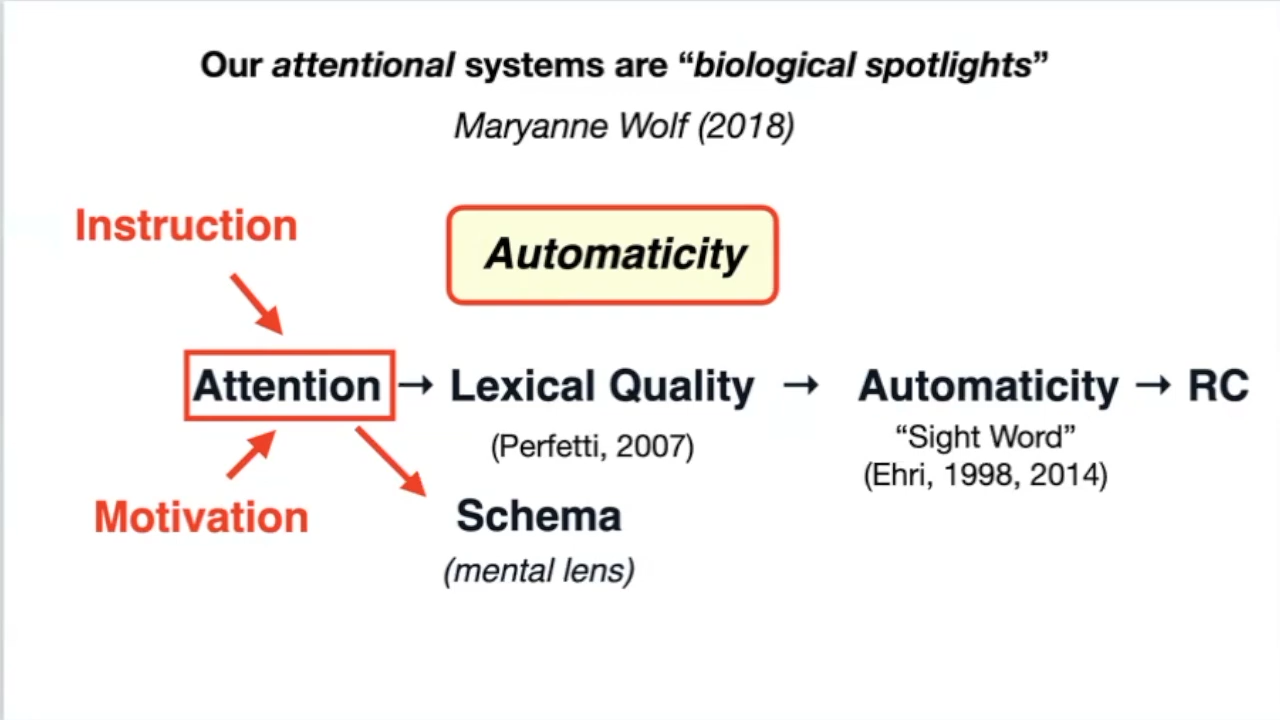 Our attentional systems are “biological spotlights”
Maryanne Wolf (2018)
Instruction
Automaticity
Attention → Lexical Quality → Automaticity → RC
“Sight Word”
(Perfetti, 2007)
(Ehri, 1998, 2014)
Motivation
Schema
(mental lens)